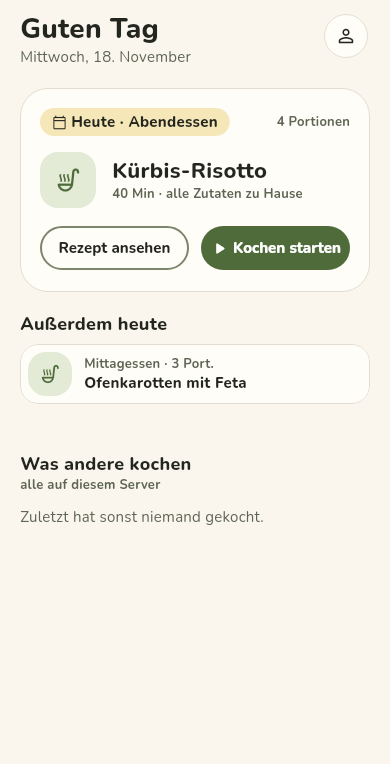 Guten Tag
Mittwoch, 18. November
Heute · Abendessen
4 Portionen
Kürbis-Risotto
40 Min · alle Zutaten zu Hause
Rezept ansehen
Kochen starten
Außerdem heute
Mittagessen · 3 Port.
Ofenkarotten mit Feta
Was andere kochen
alle auf diesem Server
Zuletzt hat sonst niemand gekocht.